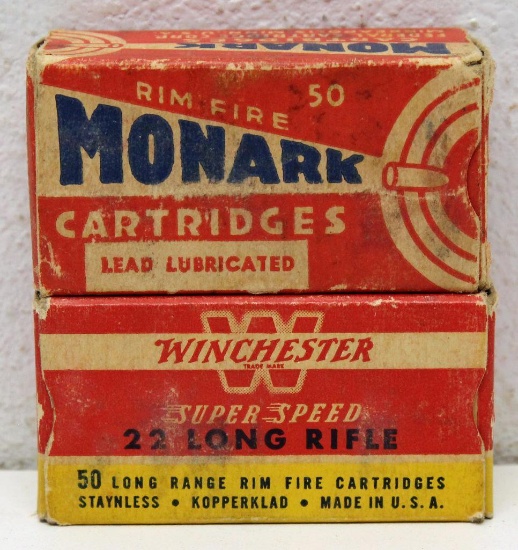 MONARK
RIM FIRE 50
MONARK
CARTRIDGES
LEAD LUBRICATED
W
WINCHESTER
TRADE MARK
SUPER SPEED
22 LONG RIFLE
50 LONG RANGE RIM FIRE CARTRIDGES
STAYNLESS • KOPPERKLAD • MADE IN U.S.A.